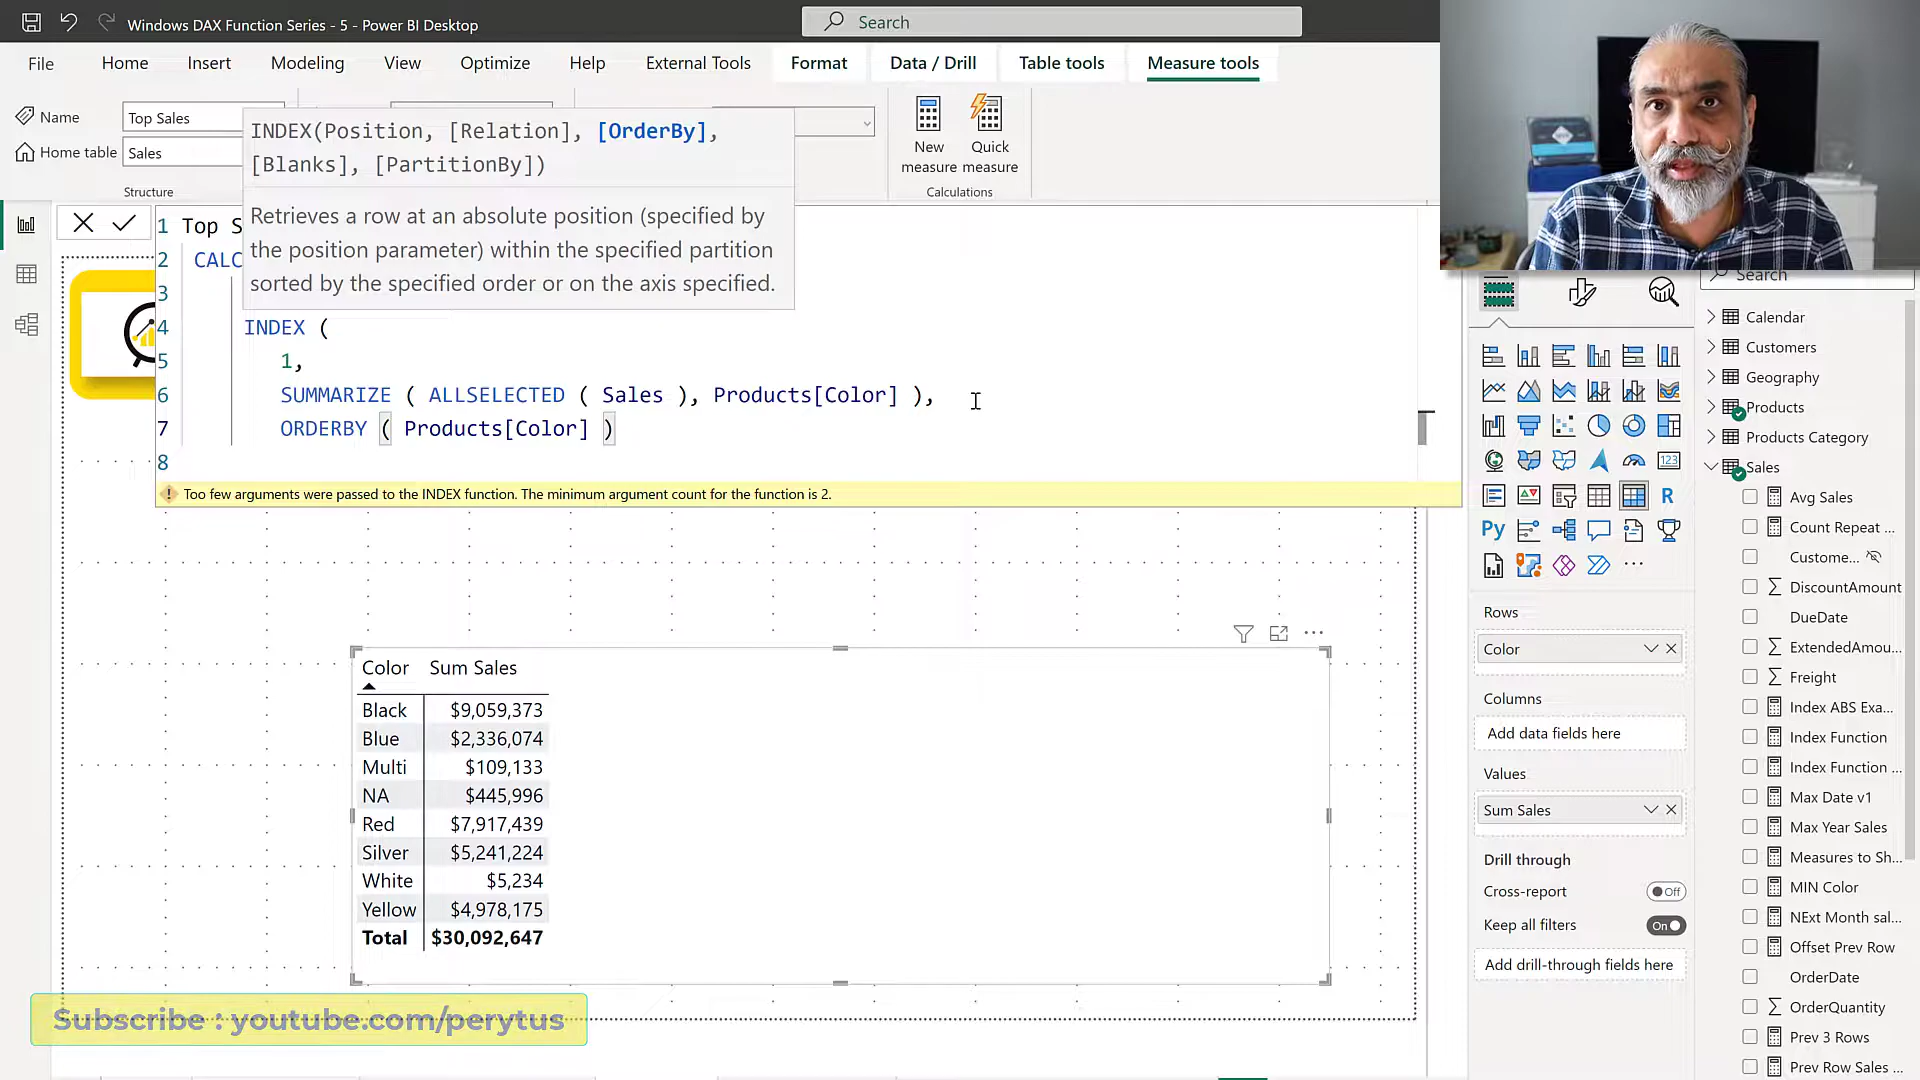 Windows DAX Function Series - 5 - Power BI Desktop
Search
File
Home
Insert
Modeling
View
Optimize
Help
External Tools
Format
Data / Drill
Table tools
Measure tools
Name
Top Sales
Home table
Sales
Structure
New measure
Quick measure
Calculations
INDEX(Position, [Relation], [OrderBy],
[Blanks], [PartitionBy])
Retrieves a row at an absolute position (specified by
the position parameter) within the specified partition
sorted by the specified order or on the axis specified.
1 Top S
2 CALC
3
4 INDEX (
5 1,
6 SUMMARIZE ( ALLSELECTED ( Sales ), Products[Color] ),
7 ORDERBY ( Products[Color] )
8
Too few arguments were passed to the INDEX function. The minimum argument count for the function is 2.
Color Sum Sales
Black $9,059,373
Blue $2,336,074
Multi $109,133
NA $445,996
Red $7,917,439
Silver $5,241,224
White $5,234
Yellow $4,978,175
Total $30,092,647
Subscribe : youtube.com/perytus
123
R
Py
Rows
Color
Columns
Add data fields here
Values
Sum Sales
Drill through
Cross-report
Off
Keep all filters
On
Add drill-through fields here
Search
Calendar
Customers
Geography
Products
Products Category
Sales
Avg Sales
Count Repeat ...
Custome...
DiscountAmount
DueDate
ExtendedAmou...
Freight
Index ABS Exa...
Index Function
Index Function ...
Max Date v1
Max Year Sales
Measures to Sh...
MIN Color
NExt Month sal...
Offset Prev Row
OrderDate
OrderQuantity
Prev 3 Rows
Prev Row Sales ...